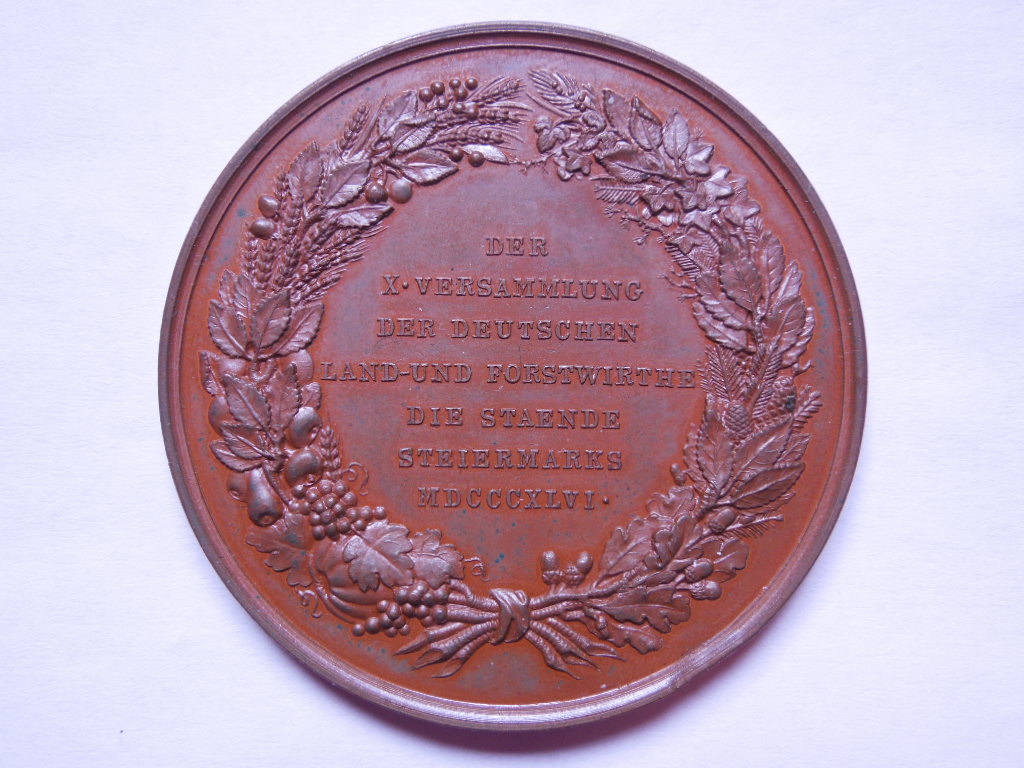 DER
X·VERSAMMLUNG
DER DEUTSCHEN
LAND-UND FORSTWIRTHE
DIE STAENDE
STEIERMARKS
MDCCCXLVI·